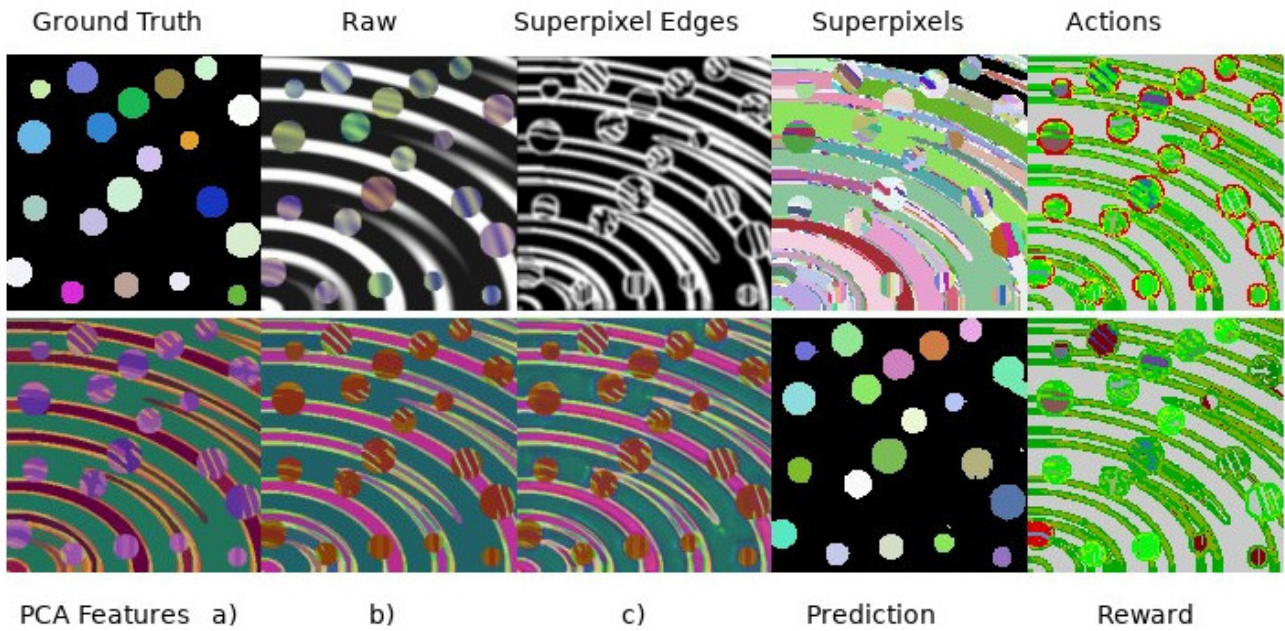 Ground Truth Raw Superpixel Edges Superpixels Actions
PCA Features a) b) c) Prediction Reward